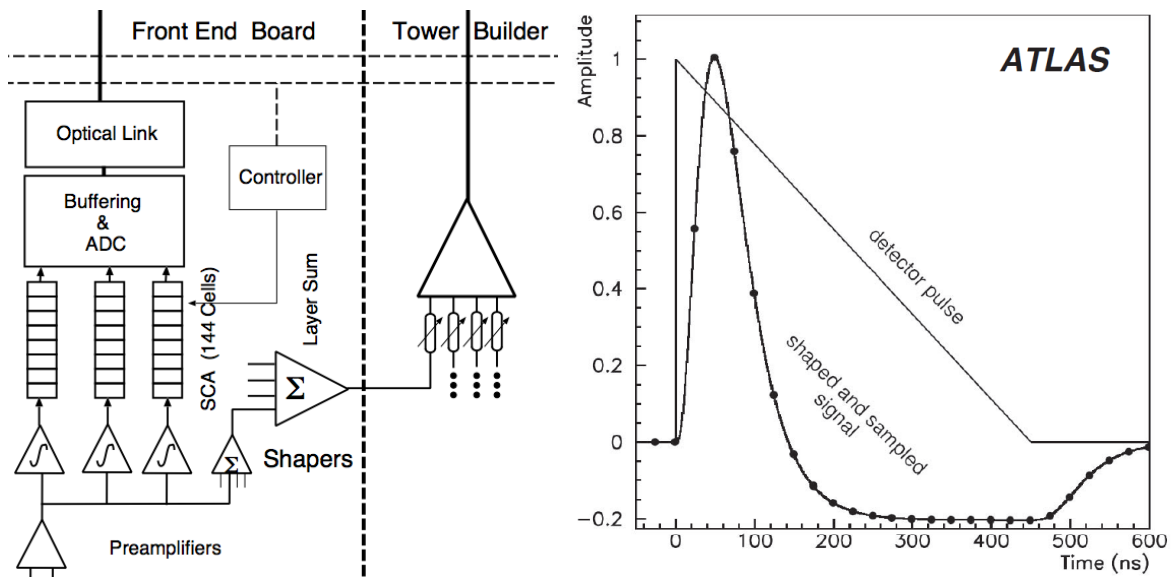 Front End Board
Tower Builder
Optical Link
Controller
Buffering
&
ADC
SCA (144 Cells)
Layer Sum
Σ
Σ
Shapers
Preamplifiers
Amplitude
ATLAS
1
0.8
0.6
0.4
0.2
0
−0.2
detector pulse
shaped and sampled
signal
0 100 200 300 400 500 600
Time (ns)